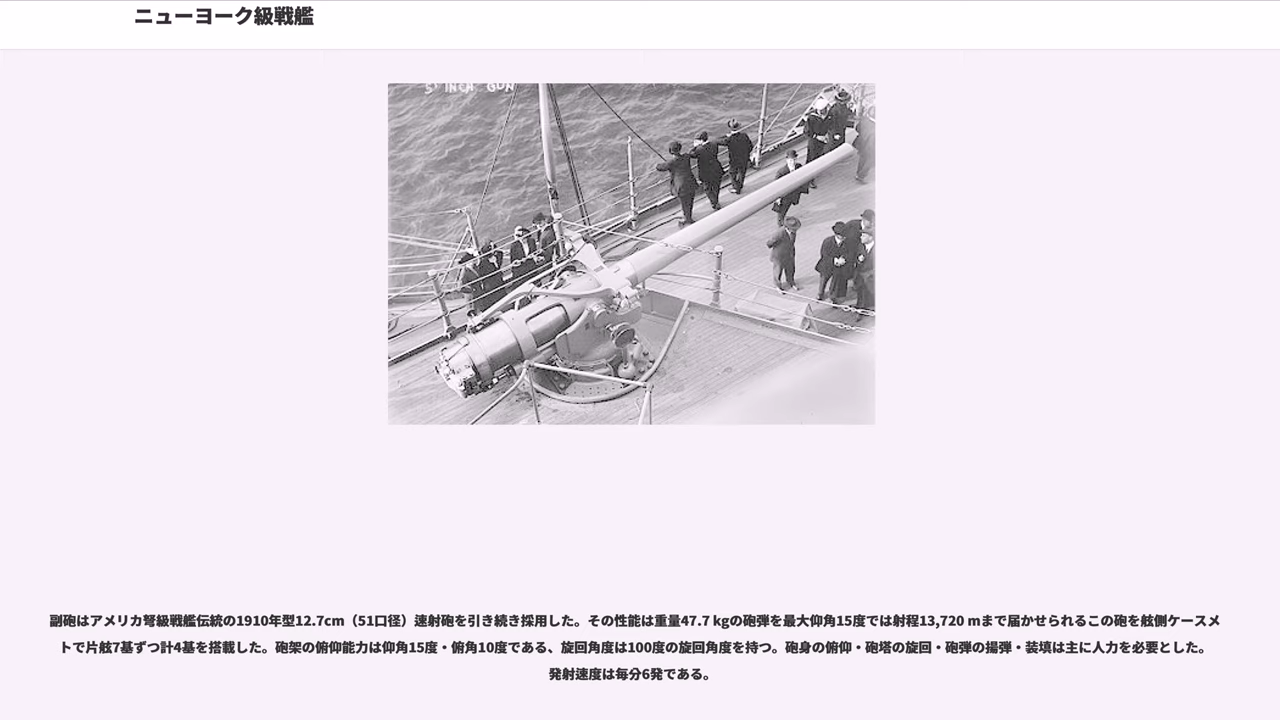 ニューヨーク級戦艦
5" INCH GUN
副砲はアメリカ弩級戦艦伝統の1910年型12.7cm（51口径）速射砲を引き続き採用した。その性能は重量47.7 kgの砲弾を最大仰角15度では射程13,720 mまで届かせられるこの砲を舷側ケースメ
トで片舷7基ずつ計4基を搭載した。砲架の俯仰能力は仰角15度・俯角10度である、旋回角度は100度の旋回角度を持つ。砲身の俯仰・砲塔の旋回・砲弾の揚弾・装填は主に人力を必要とした。
発射速度は毎分6発である。